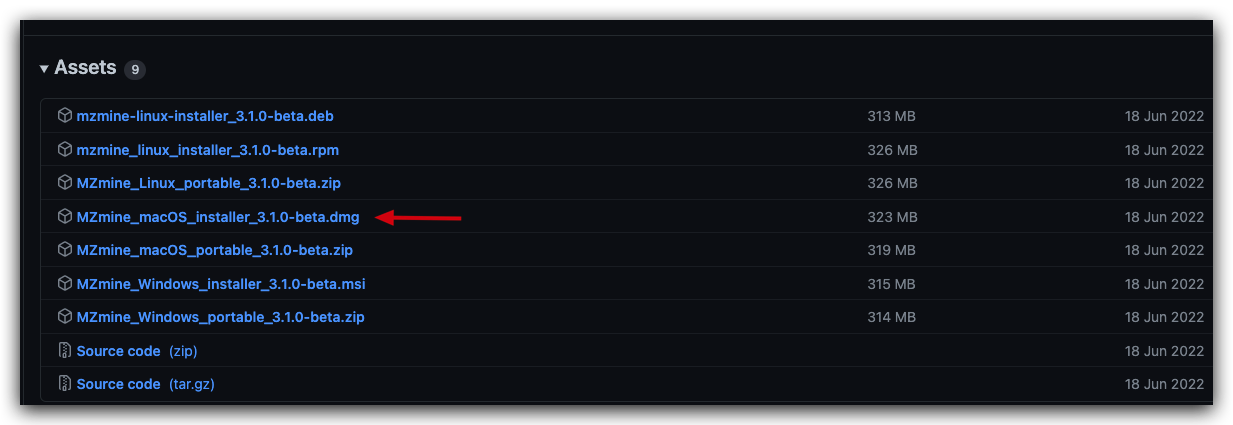 Assets 9
mzmine-linux-installer_3.1.0-beta.deb 313 MB 18 Jun 2022
mzmine_linux_installer_3.1.0-beta.rpm 326 MB 18 Jun 2022
MZmine_Linux_portable_3.1.0-beta.zip 326 MB 18 Jun 2022
MZmine_macOS_installer_3.1.0-beta.dmg 323 MB 18 Jun 2022
MZmine_macOS_portable_3.1.0-beta.zip 319 MB 18 Jun 2022
MZmine_Windows_installer_3.1.0-beta.msi 315 MB 18 Jun 2022
MZmine_Windows_portable_3.1.0-beta.zip 314 MB 18 Jun 2022
Source code (zip) 18 Jun 2022
Source code (tar.gz) 18 Jun 2022